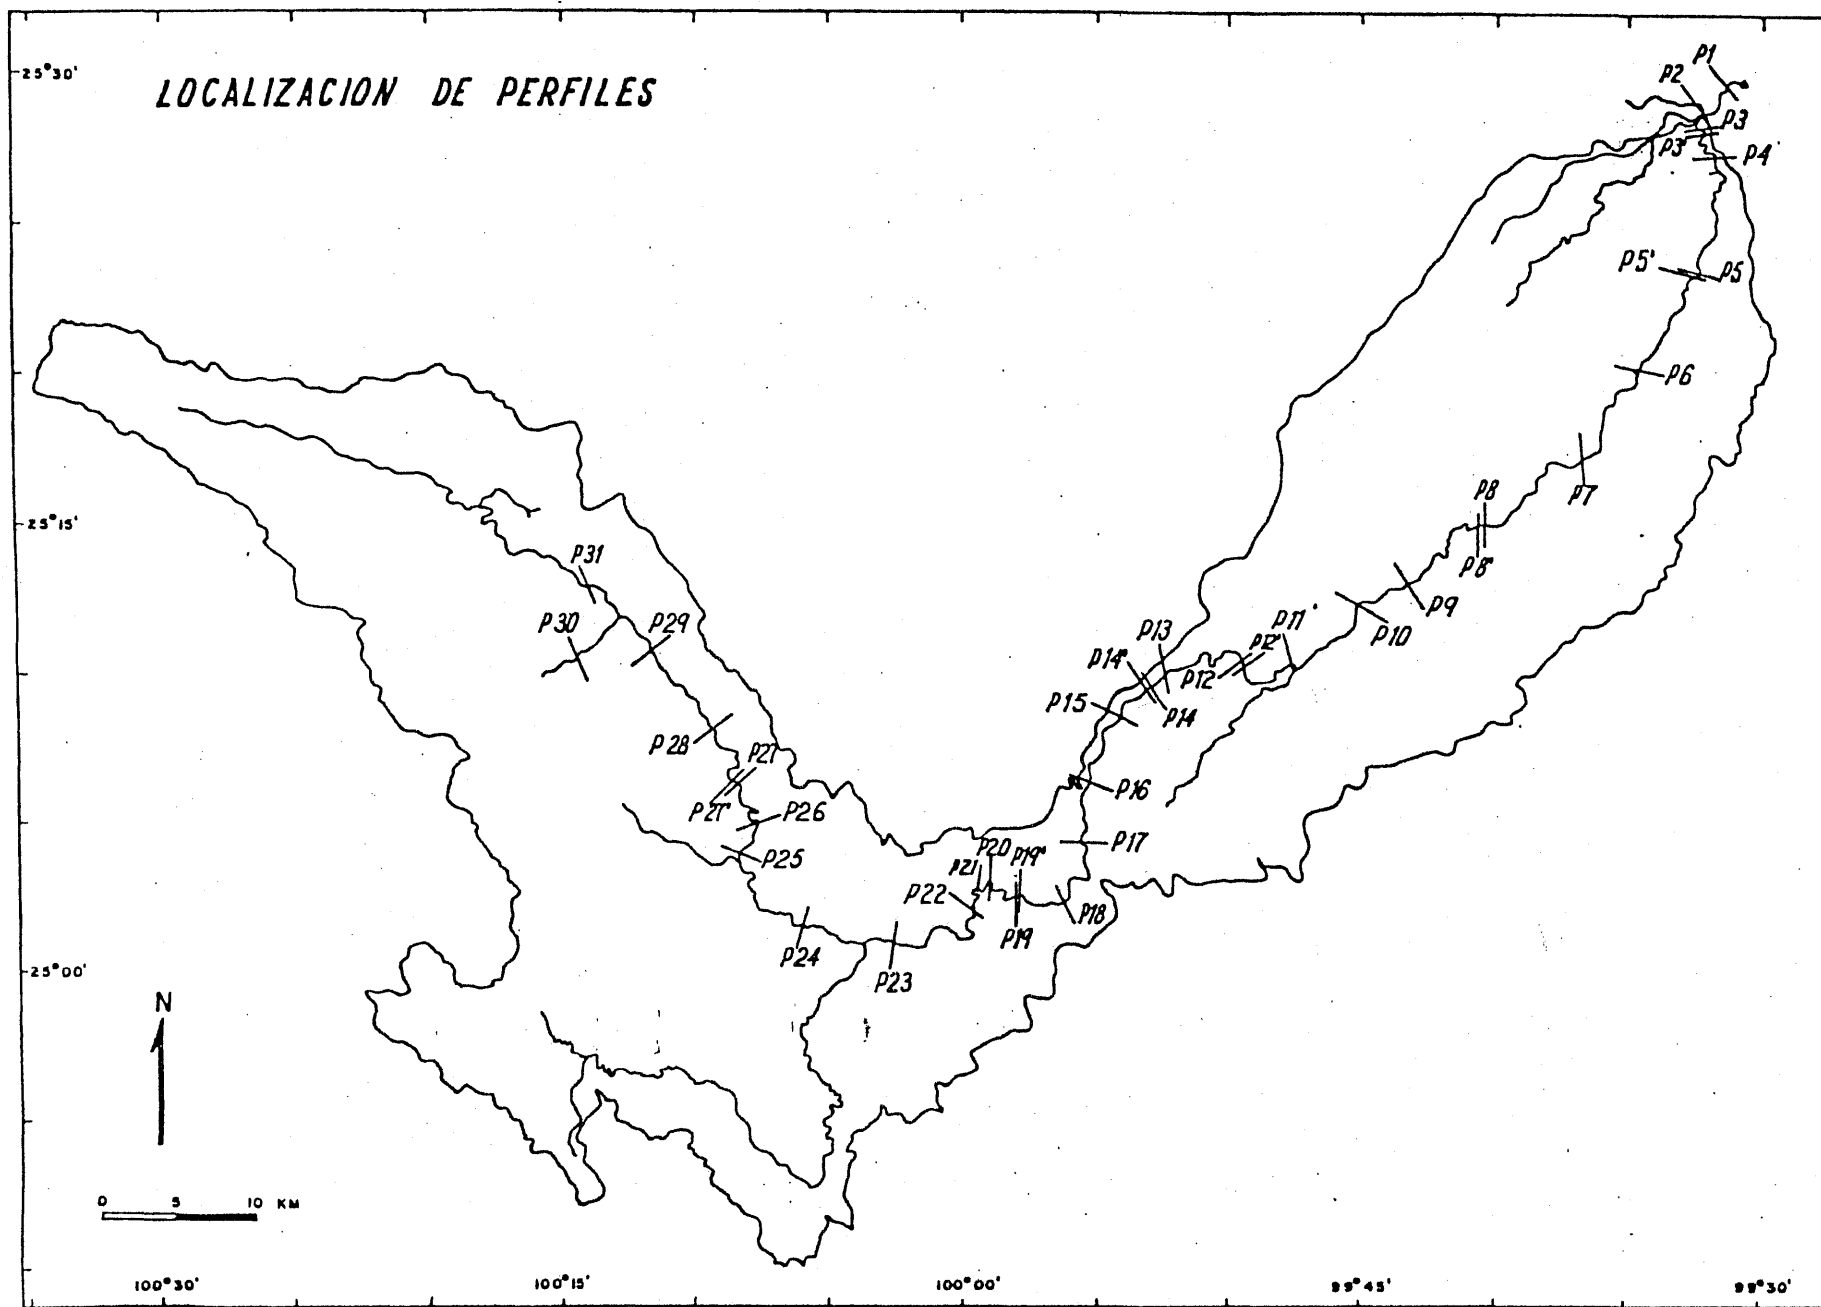 LOCALIZACION DE PERFILES
25°30'
25°15'
25°00'
P1
P2
P3
P3'
P4'
P5'
P5
P6
P7
P8
P8'
P9
P10
P11'
P12'
P12
P13
P14'
P14
P15
P16
P17
P18
P19'
P19
P20
P21
P22
P23
P24
P25
P26
P27
P27'
P28
P29
P30
P31
N
0 5 10 KM
100°30' 100°15' 100°00' 99°45' 99°30'